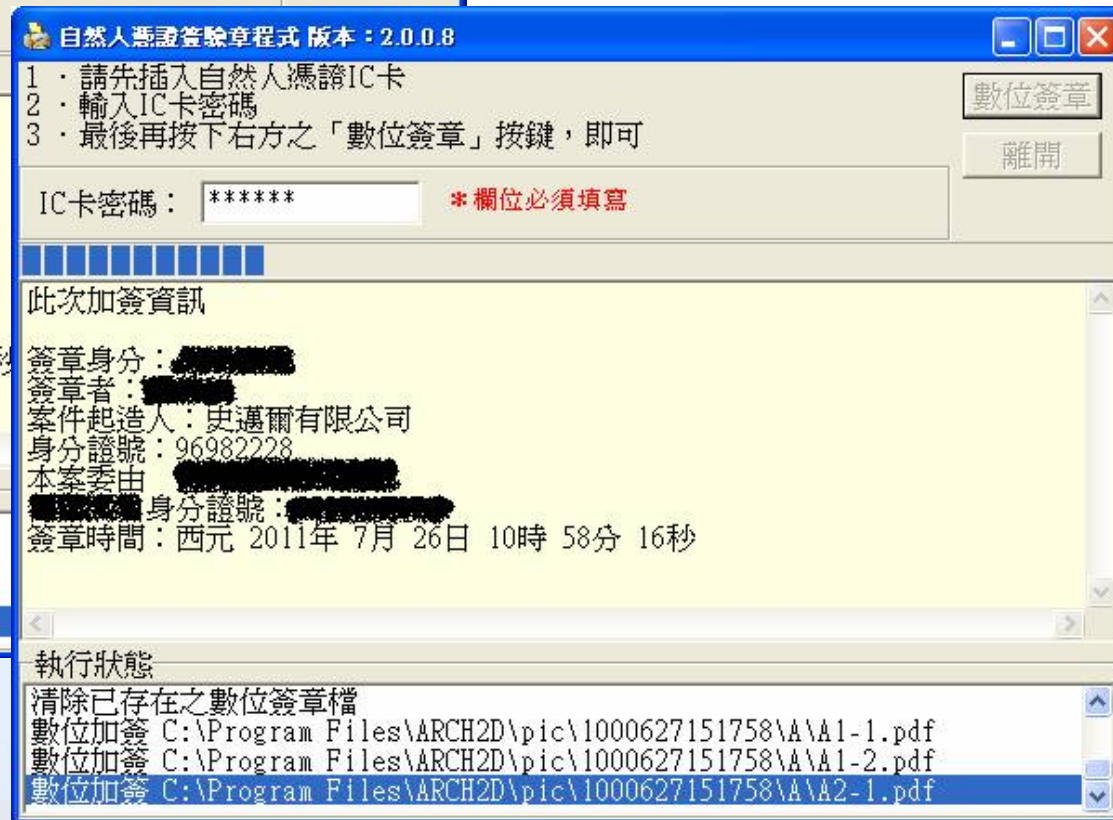 自然人憑證簽驗章程式 版本：2.0.0.8
1．請先插入自然人憑證IC卡
2．輸入IC卡密碼
3．最後再按下右方之「數位簽章」按鍵，即可
數位簽章
離開
IC卡密碼： ******
*欄位必須填寫
此次加簽資訊
簽章身分：
簽章者：
案件起造人：史邁爾有限公司
身分證號：96982228
本案委由
身分證號：
簽章時間：西元 2011年 7月 26日 10時 58分 16秒
執行狀態
清除已存在之數位簽章檔
數位加簽 C:\Program Files\ARCH2D\pic\1000627151758\A\A1-1.pdf
數位加簽 C:\Program Files\ARCH2D\pic\1000627151758\A\A1-2.pdf
數位加簽 C:\Program Files\ARCH2D\pic\1000627151758\A\A2-1.pdf